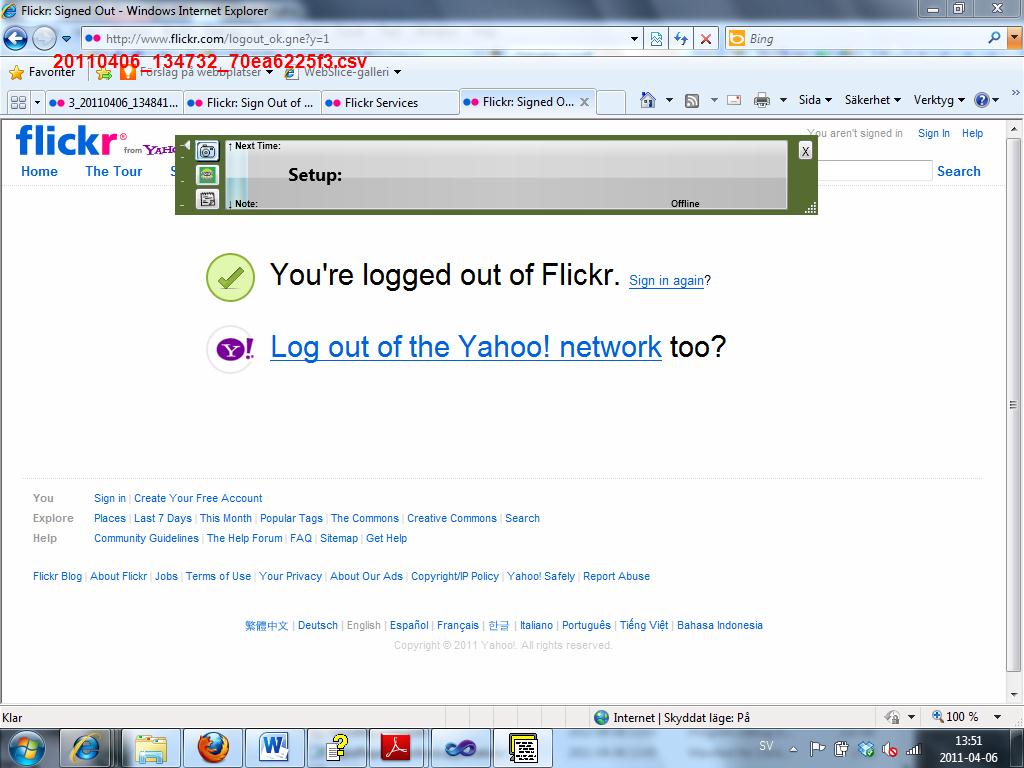 Flickr: Signed Out - Windows Internet Explorer
http://www.flickr.com/logout_ok.gne?y=1
Bing
20110406_134732_70ea6225f3.csv
Favoriter Förslag på webbplatser WebSlice-galleri
3_20110406_134841... Flickr: Sign Out of ... Flickr Services Flickr: Signed O... X Sida Säkerhet Verktyg »
flickr® from YAHO
You aren't signed in Sign In Help
Home The Tour S Search
↑ Next Time: X
Setup:
↓ Note: Offline
You're logged out of Flickr. Sign in again?
Y! Log out of the Yahoo! network too?
You Sign in | Create Your Free Account
Explore Places | Last 7 Days | This Month | Popular Tags | The Commons | Creative Commons | Search
Help Community Guidelines | The Help Forum | FAQ | Sitemap | Get Help
Flickr Blog | About Flickr | Jobs | Terms of Use | Your Privacy | About Our Ads | Copyright/IP Policy | Yahoo! Safely | Report Abuse
繁體中文 | Deutsch | English | Español | Français | 한글 | Italiano | Português | Tiếng Việt | Bahasa Indonesia
Copyright © 2011 Yahoo!. All rights reserved.
Klar Internet | Skyddat läge: På 100 %
SV 13:51
2011-04-06